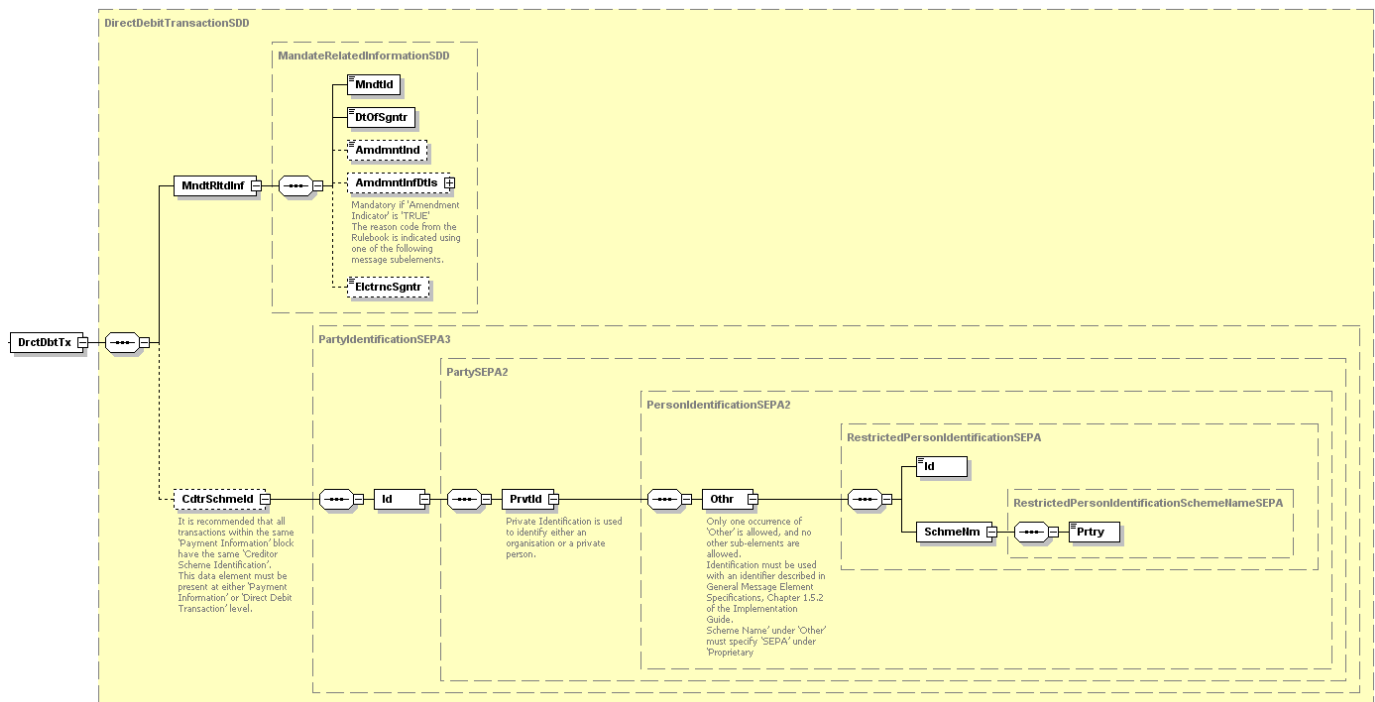 DirectDebitTransactionSDD
MandateRelatedInformationSDD
MndtId
DtOfSgntr
AmdmntInd
MndtRltdInf
AmdmntInfDtls
Mandatory if 'Amendment
Indicator' is 'TRUE'
The reason code from the
Rulebook is indicated using
one of the following
message subelements.
ElctrncSgntr
DrctDbtTx
PartyIdentificationSEPA3
PartySEPA2
PersonIdentificationSEPA2
RestrictedPersonIdentificationSEPA
Id
CdtrSchmeId
It is recommended that all
transactions within the same
'Payment Information' block
have the same 'Creditor
Scheme Identification'.
This data element must be
present at either 'Payment
Information' or 'Direct Debit
Transaction' level.
Id
PrvtId
Private Identification is used
to identify either an
organisation or a private
person.
Othr
Only one occurrence of
'Other' is allowed, and no
other sub-elements are
allowed.
Identification must be used
with an identifier described in
General Message Element
Specifications, Chapter 1.5.2
of the Implementation
Guide.
Scheme Name' under 'Other'
must specify 'SEPA' under
'Proprietary
RestrictedPersonIdentificationSchemeNameSEPA
SchmeNm
Prtry